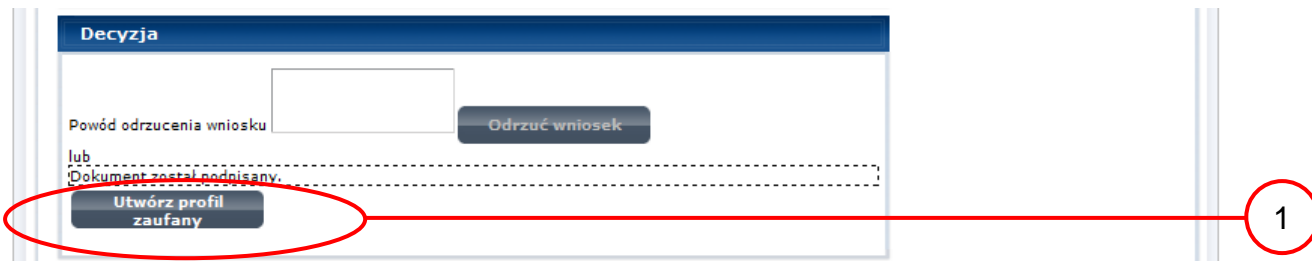 Decyzja
Powód odrzucenia wniosku
Odrzuć wniosek
lub
Dokument został podpisany.
Utwórz profil
zaufany
1